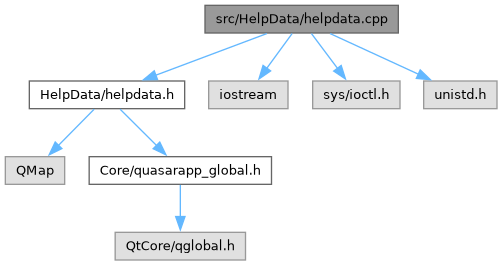 src/HelpData/helpdata.cpp
HelpData/helpdata.h
iostream
sys/ioctl.h
unistd.h
QMap
Core/quasarapp_global.h
QtCore/qglobal.h